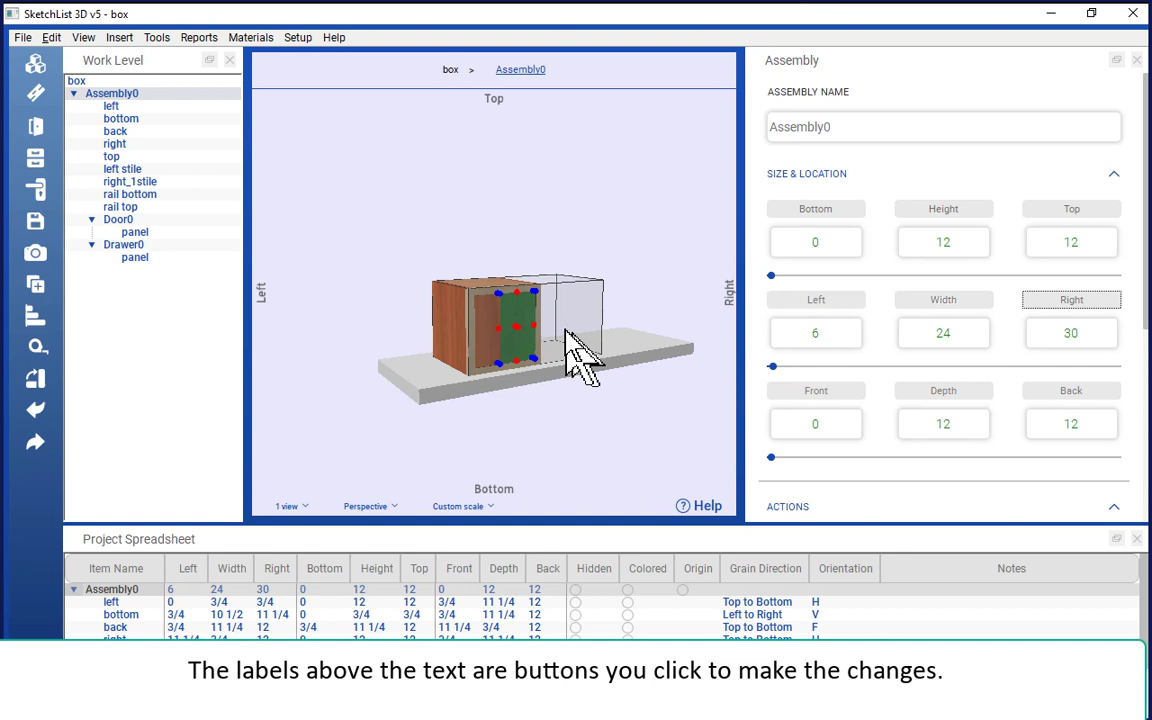 SketchList 3D v5 - box
File Edit View Insert Tools Reports Materials Setup Help
Work Level
box
Assembly0
left
bottom
back
right
top
left stile
right_1stile
rail bottom
rail top
Door0
panel
Drawer0
panel
box > Assembly0
Top
Left
Right
Bottom
1 view Perspective Custom scale Help
Assembly
ASSEMBLY NAME
Assembly0
SIZE & LOCATION
Bottom Height Top
0 12 12
Left Width Right
6 24 30
Front Depth Back
0 12 12
ACTIONS
Project Spreadsheet
Item Name Left Width Right Bottom Height Top Front Depth Back Hidden Colored Origin Grain Direction Orientation Notes
Assembly0 6 24 30 0 12 12 0 12 12
left 0 3/4 3/4 0 12 12 3/4 11 1/4 12 Top to Bottom H
bottom 3/4 10 1/2 11 1/4 0 3/4 3/4 3/4 11 1/4 12 Left to Right V
back 3/4 11 1/4 12 3/4 11 1/4 12 11 1/4 3/4 12 Top to Bottom F
The labels above the text are buttons you click to make the changes.